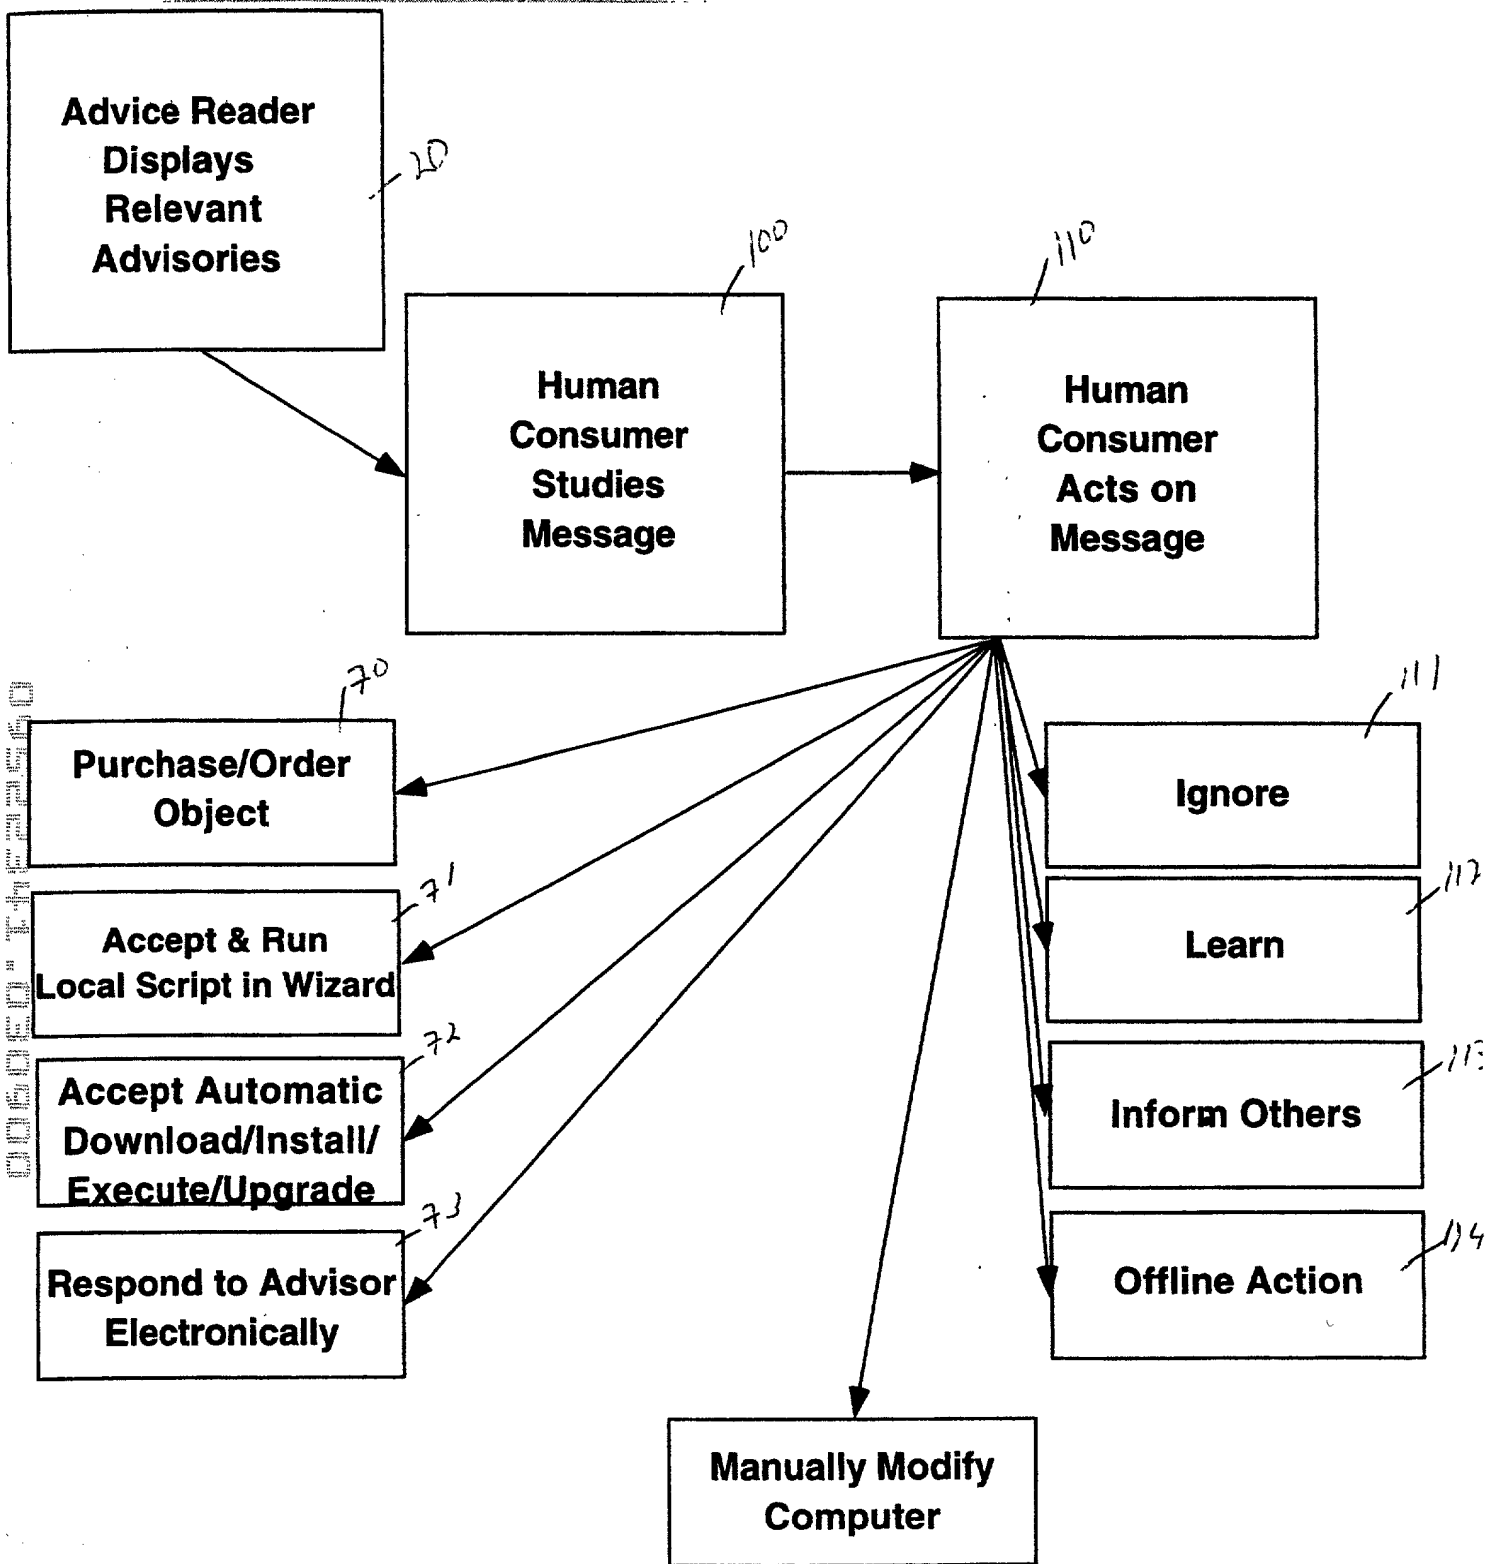 Advice Reader
Displays
Relevant
Advisories
20
Human
Consumer
Studies
Message
100
Human
Consumer
Acts on
Message
110
Purchase/Order
Object
70
Accept & Run
Local Script in Wizard
71
Accept Automatic
Download/Install/
Execute/Upgrade
72
Respond to Advisor
Electronically
73
Ignore
111
Learn
112
Inform Others
113
Offline Action
114
Manually Modify
Computer